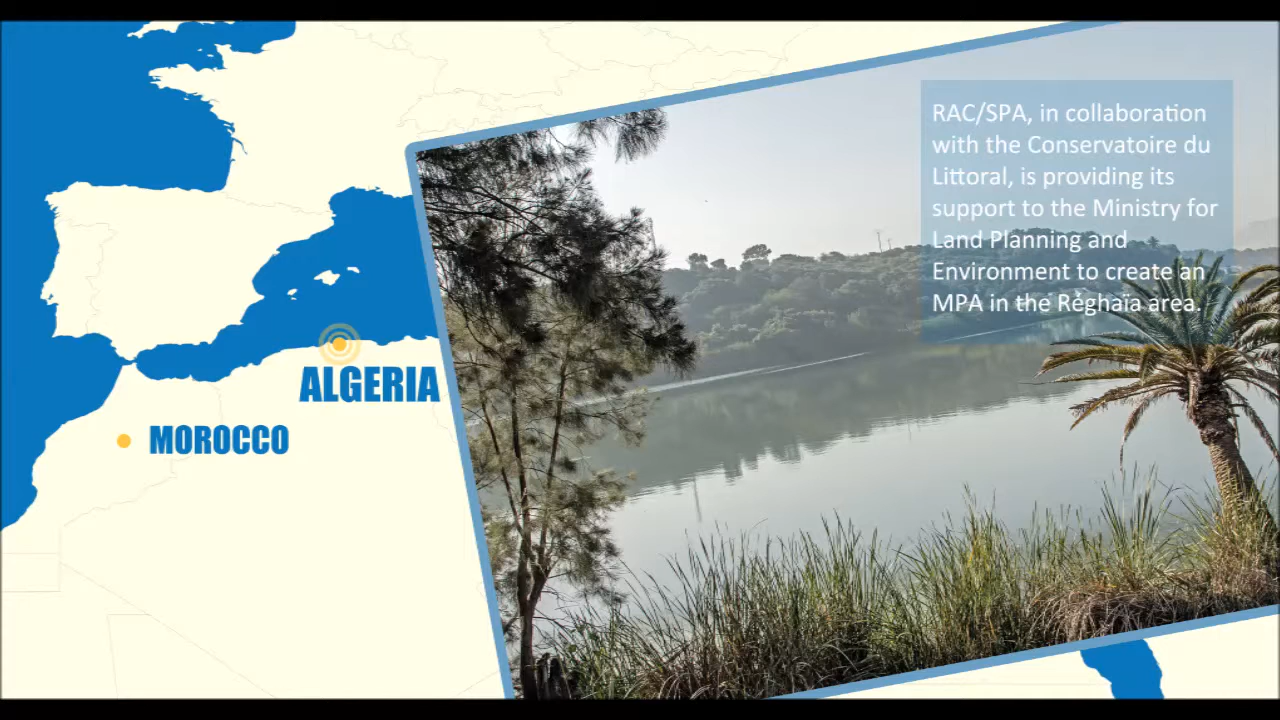 RAC/SPA, in collaboration
with the Conservatoire du
Littoral, is providing its
support to the Ministry for
Land Planning and
Environment to create an
MPA in the Règhaïa area.
ALGERIA
MOROCCO